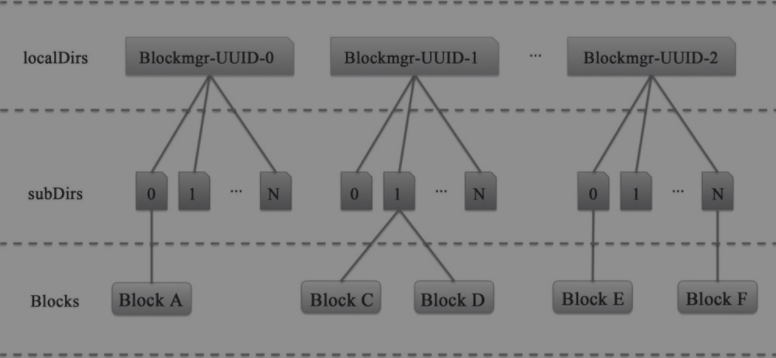 localDirs Blockmgr-UUID-0 Blockmgr-UUID-1 ... Blockmgr-UUID-2
subDirs 0 1 ... N 0 1 ... N 0 1 ... N
Blocks Block A Block C Block D Block E Block F